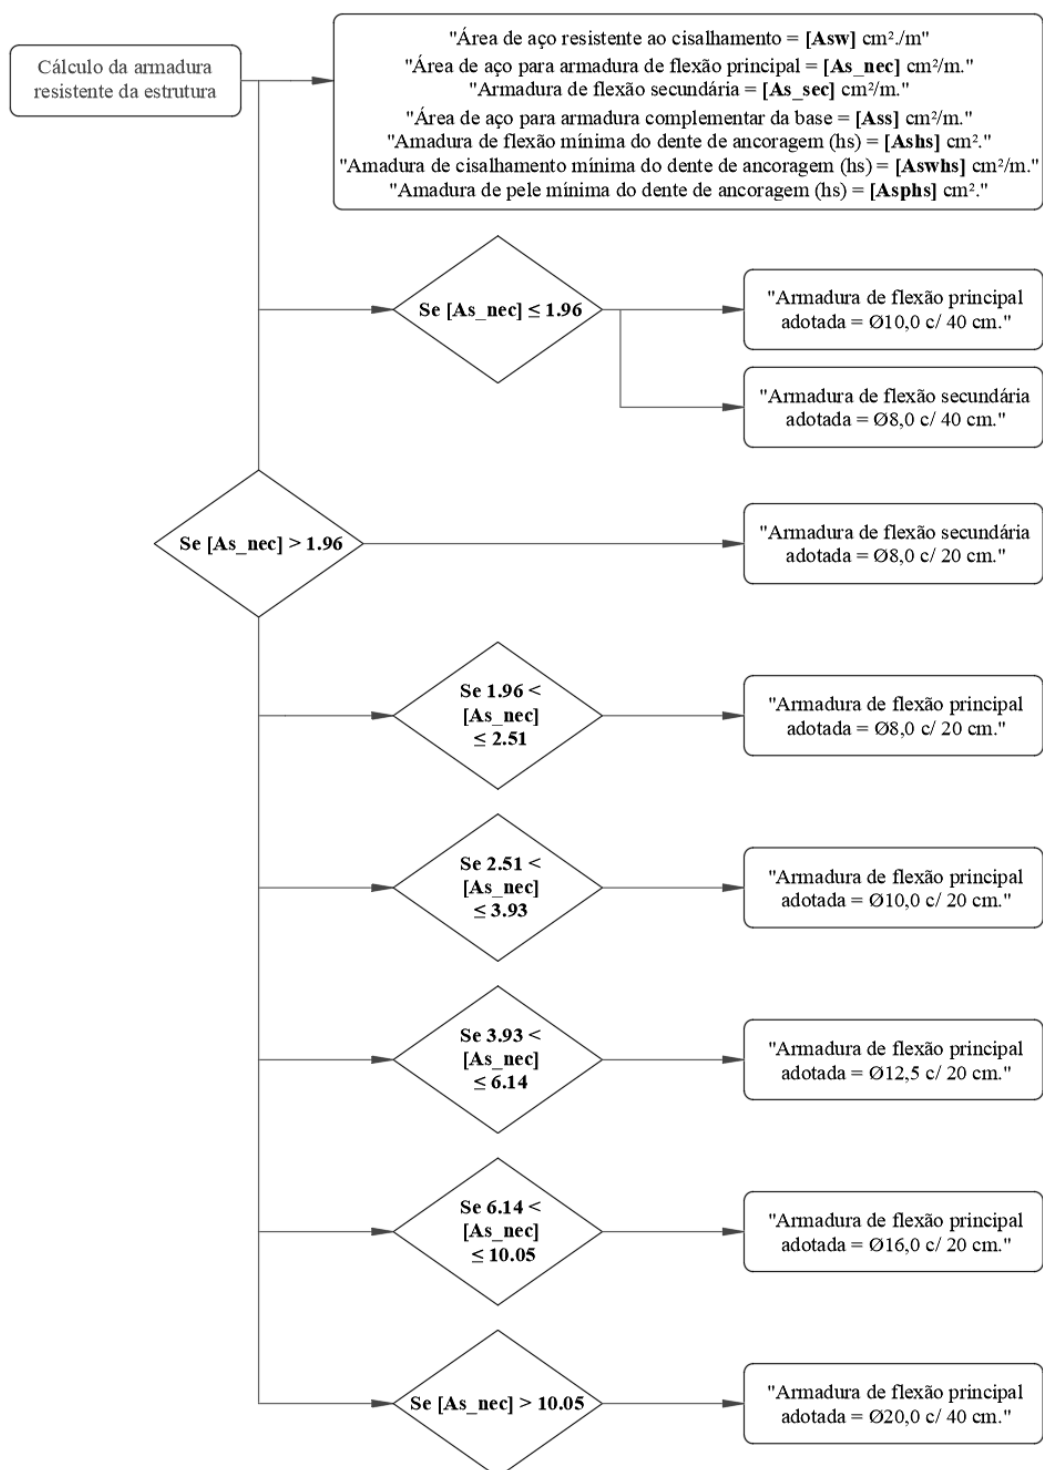 Cálculo da armadura
resistente da estrutura
"Área de aço resistente ao cisalhamento = [Asw] cm²./m"
"Área de aço para armadura de flexão principal = [As_nec] cm²/m."
"Armadura de flexão secundária = [As_sec] cm²/m."
"Área de aço para armadura complementar da base = [Ass] cm²/m."
"Amadura de flexão mínima do dente de ancoragem (hs) = [Ashs] cm²."
"Amadura de cisalhamento mínima do dente de ancoragem (hs) = [Aswhs] cm²/m."
"Amadura de pele mínima do dente de ancoragem (hs) = [Asphs] cm²."
Se [As_nec] ≤ 1.96
"Armadura de flexão principal
adotada = Ø10,0 c/ 40 cm."
"Armadura de flexão secundária
adotada = Ø8,0 c/ 40 cm."
Se [As_nec] > 1.96
"Armadura de flexão secundária
adotada = Ø8,0 c/ 20 cm."
Se 1.96 <
[As_nec]
≤ 2.51
"Armadura de flexão principal
adotada = Ø8,0 c/ 20 cm."
Se 2.51 <
[As_nec]
≤ 3.93
"Armadura de flexão principal
adotada = Ø10,0 c/ 20 cm."
Se 3.93 <
[As_nec]
≤ 6.14
"Armadura de flexão principal
adotada = Ø12,5 c/ 20 cm."
Se 6.14 <
[As_nec]
≤ 10.05
"Armadura de flexão principal
adotada = Ø16,0 c/ 20 cm."
Se [As_nec] > 10.05
"Armadura de flexão principal
adotada = Ø20,0 c/ 40 cm."